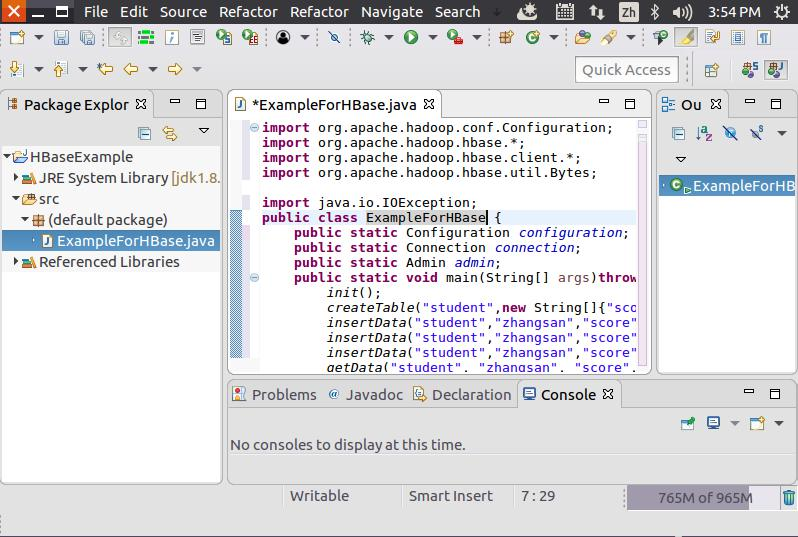 File Edit Source Refactor Refactor Navigate Search Zh 3:54 PM
Quick Access
Package Explor
*ExampleForHBase.java
Ou
HBaseExample
JRE System Library [jdk1.8.
src
(default package)
ExampleForHBase.java
Referenced Libraries
import org.apache.hadoop.conf.Configuration;
import org.apache.hadoop.hbase.*;
import org.apache.hadoop.hbase.client.*;
import org.apache.hadoop.hbase.util.Bytes;
import java.io.IOException;
public class ExampleForHBase {
public static Configuration configuration;
public static Connection connection;
public static Admin admin;
public static void main(String[] args)throw
init();
createTable("student",new String[]{"sco
insertData("student","zhangsan","score"
insertData("student","zhangsan","score"
insertData("student","zhangsan","score"
getData("student", "zhangsan", "score",
ExampleForHB
Problems @ Javadoc Declaration Console
No consoles to display at this time.
Writable Smart Insert 7 : 29 765M of 965M